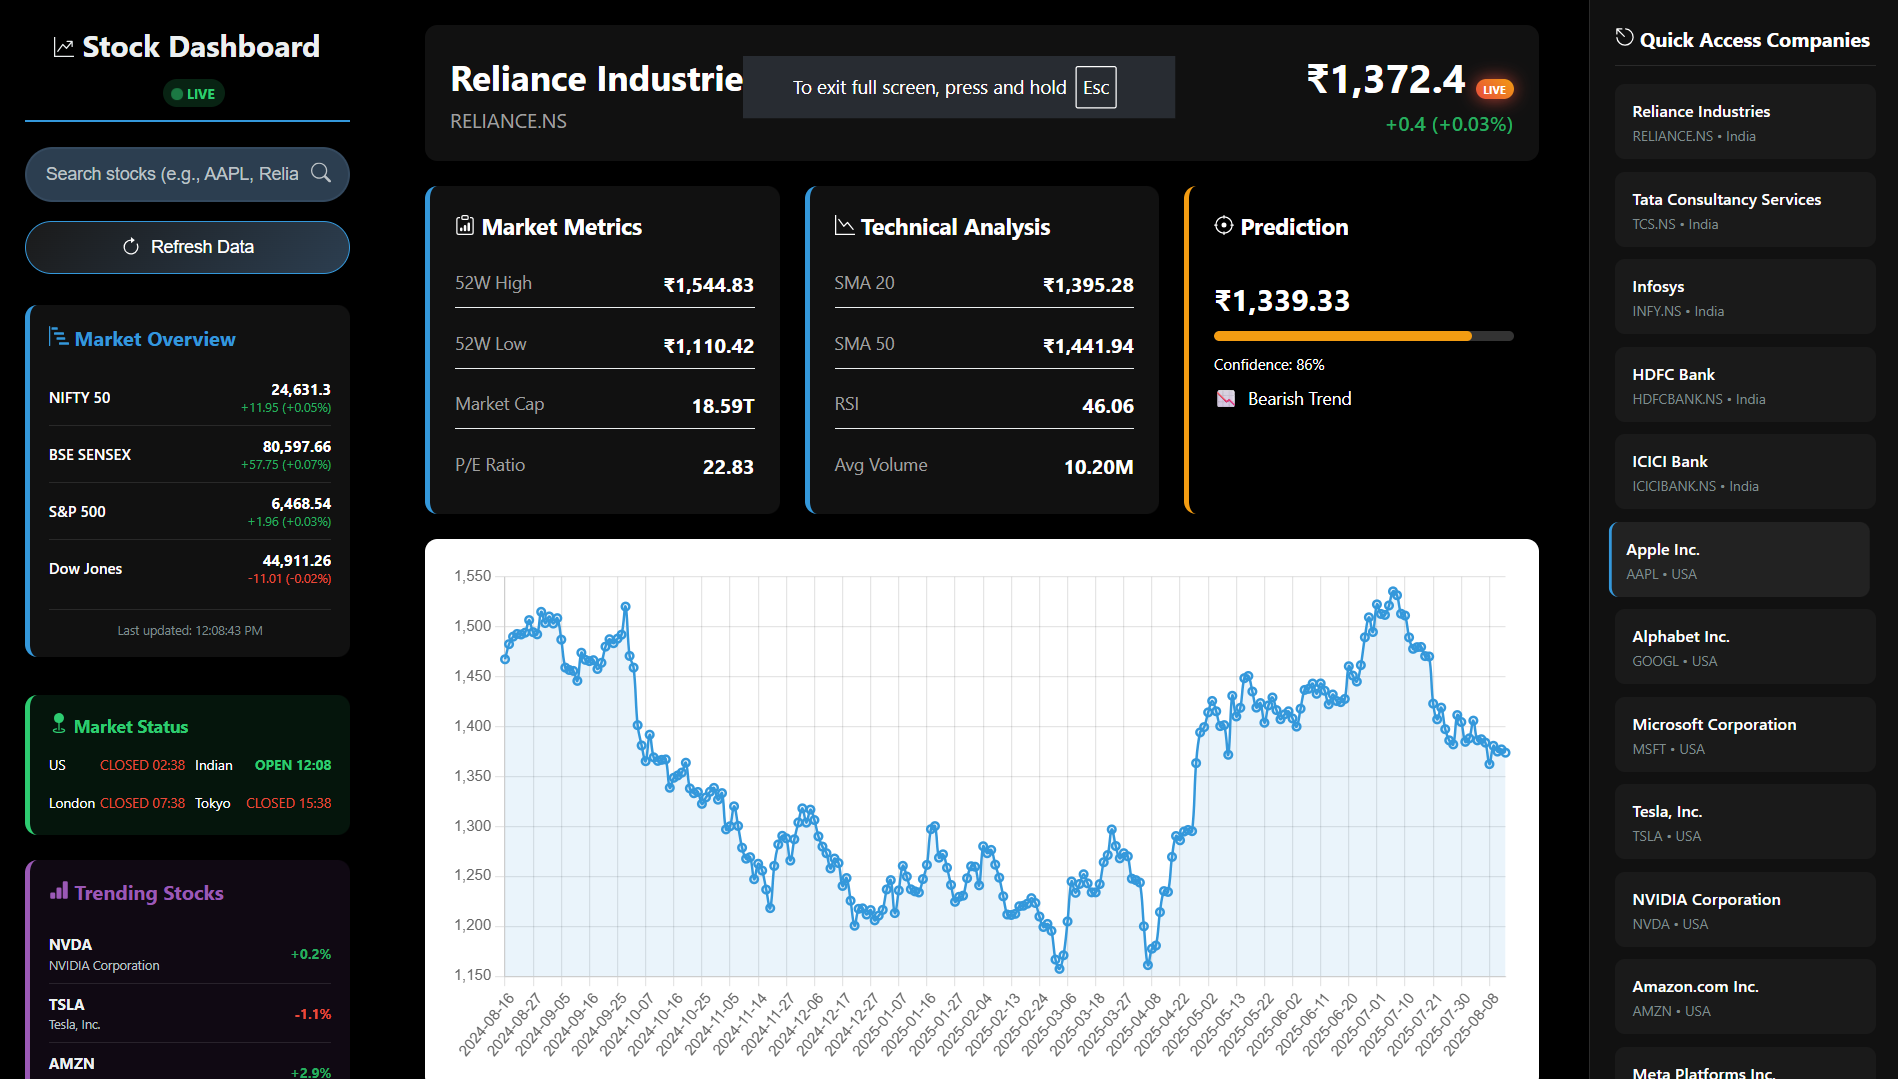 Stock Dashboard
LIVE
Search stocks (e.g., AAPL, Relia
Refresh Data
Market Overview
NIFTY 50 24,631.3
+11.95 (+0.05%)
BSE SENSEX 80,597.66
+57.75 (+0.07%)
S&P 500 6,468.54
+1.96 (+0.03%)
Dow Jones 44,911.26
-11.01 (-0.02%)
Last updated: 12:08:43 PM
Market Status
US CLOSED 02:38 Indian OPEN 12:08
London CLOSED 07:38 Tokyo CLOSED 15:38
Trending Stocks
NVDA
NVIDIA Corporation
+0.2%
TSLA
Tesla, Inc.
-1.1%
AMZN
+2.9%
Reliance Industrie
RELIANCE.NS
To exit full screen, press and hold Esc
₹1,372.4 LIVE
+0.4 (+0.03%)
Market Metrics
52W High ₹1,544.83
52W Low ₹1,110.42
Market Cap 18.59T
P/E Ratio 22.83
Technical Analysis
SMA 20 ₹1,395.28
SMA 50 ₹1,441.94
RSI 46.06
Avg Volume 10.20M
Prediction
₹1,339.33
Confidence: 86%
Bearish Trend
1,550
1,500
1,450
1,400
1,350
1,300
1,250
1,200
1,150
2024-08-16
2024-08-27
2024-09-05
2024-09-16
2024-09-25
2024-10-07
2024-10-16
2024-10-25
2024-11-05
2024-11-14
2024-11-27
2024-12-06
2024-12-17
2024-12-27
2025-01-07
2025-01-16
2025-01-27
2025-02-04
2025-02-13
2025-02-24
2025-03-06
2025-03-18
2025-03-27
2025-04-08
2025-04-22
2025-05-02
2025-05-13
2025-05-22
2025-06-02
2025-06-11
2025-06-20
2025-07-01
2025-07-10
2025-07-21
2025-07-30
2025-08-08
Quick Access Companies
Reliance Industries
RELIANCE.NS • India
Tata Consultancy Services
TCS.NS • India
Infosys
INFY.NS • India
HDFC Bank
HDFCBANK.NS • India
ICICI Bank
ICICIBANK.NS • India
Apple Inc.
AAPL • USA
Alphabet Inc.
GOOGL • USA
Microsoft Corporation
MSFT • USA
Tesla, Inc.
TSLA • USA
NVIDIA Corporation
NVDA • USA
Amazon.com Inc.
AMZN • USA
Meta Platforms Inc.